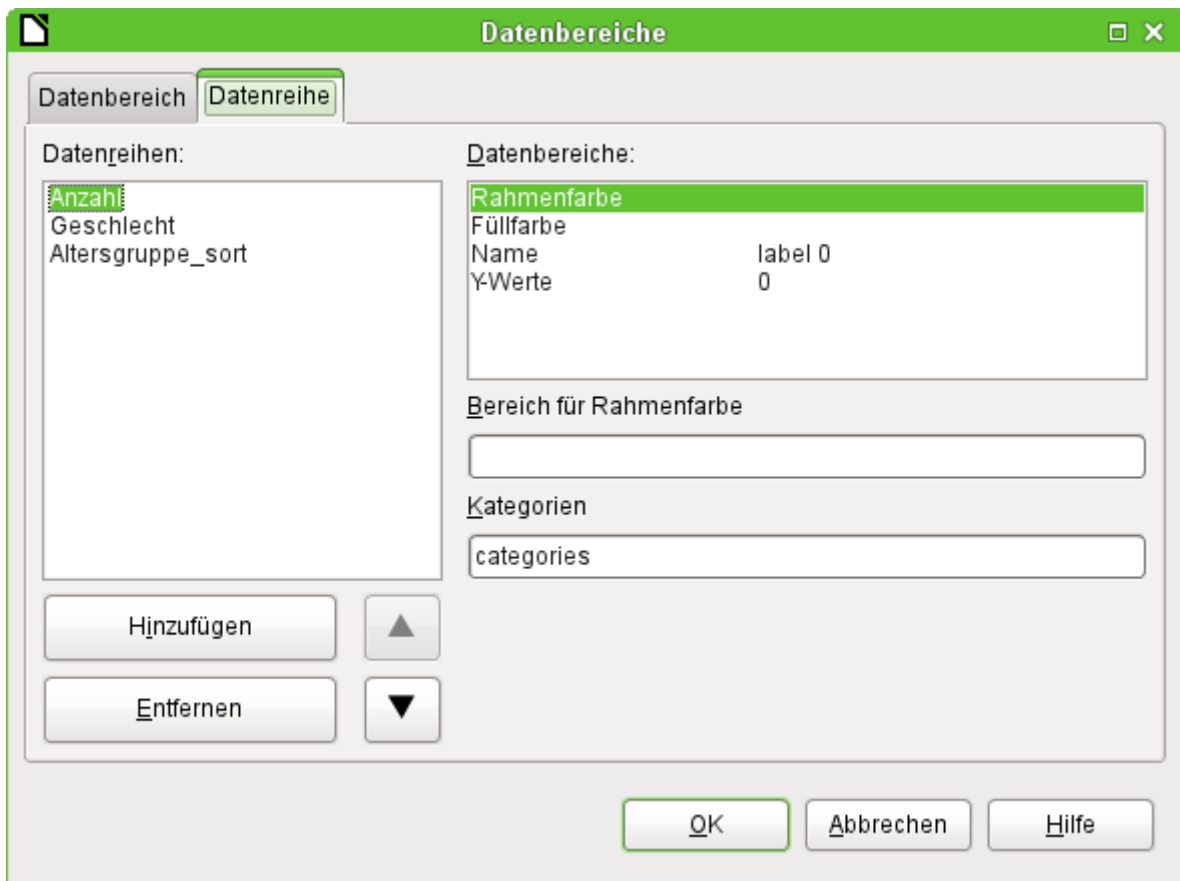 Datenbereiche
Datenbereich Datenreihe
Datenreihen:
Anzahl
Geschlecht
Altersgruppe_sort
Datenbereiche:
Rahmenfarbe
Füllfarbe
Name label 0
Y-Werte 0
Bereich für Rahmenfarbe
Kategorien
categories
Hinzufügen
Entfernen
OK Abbrechen Hilfe